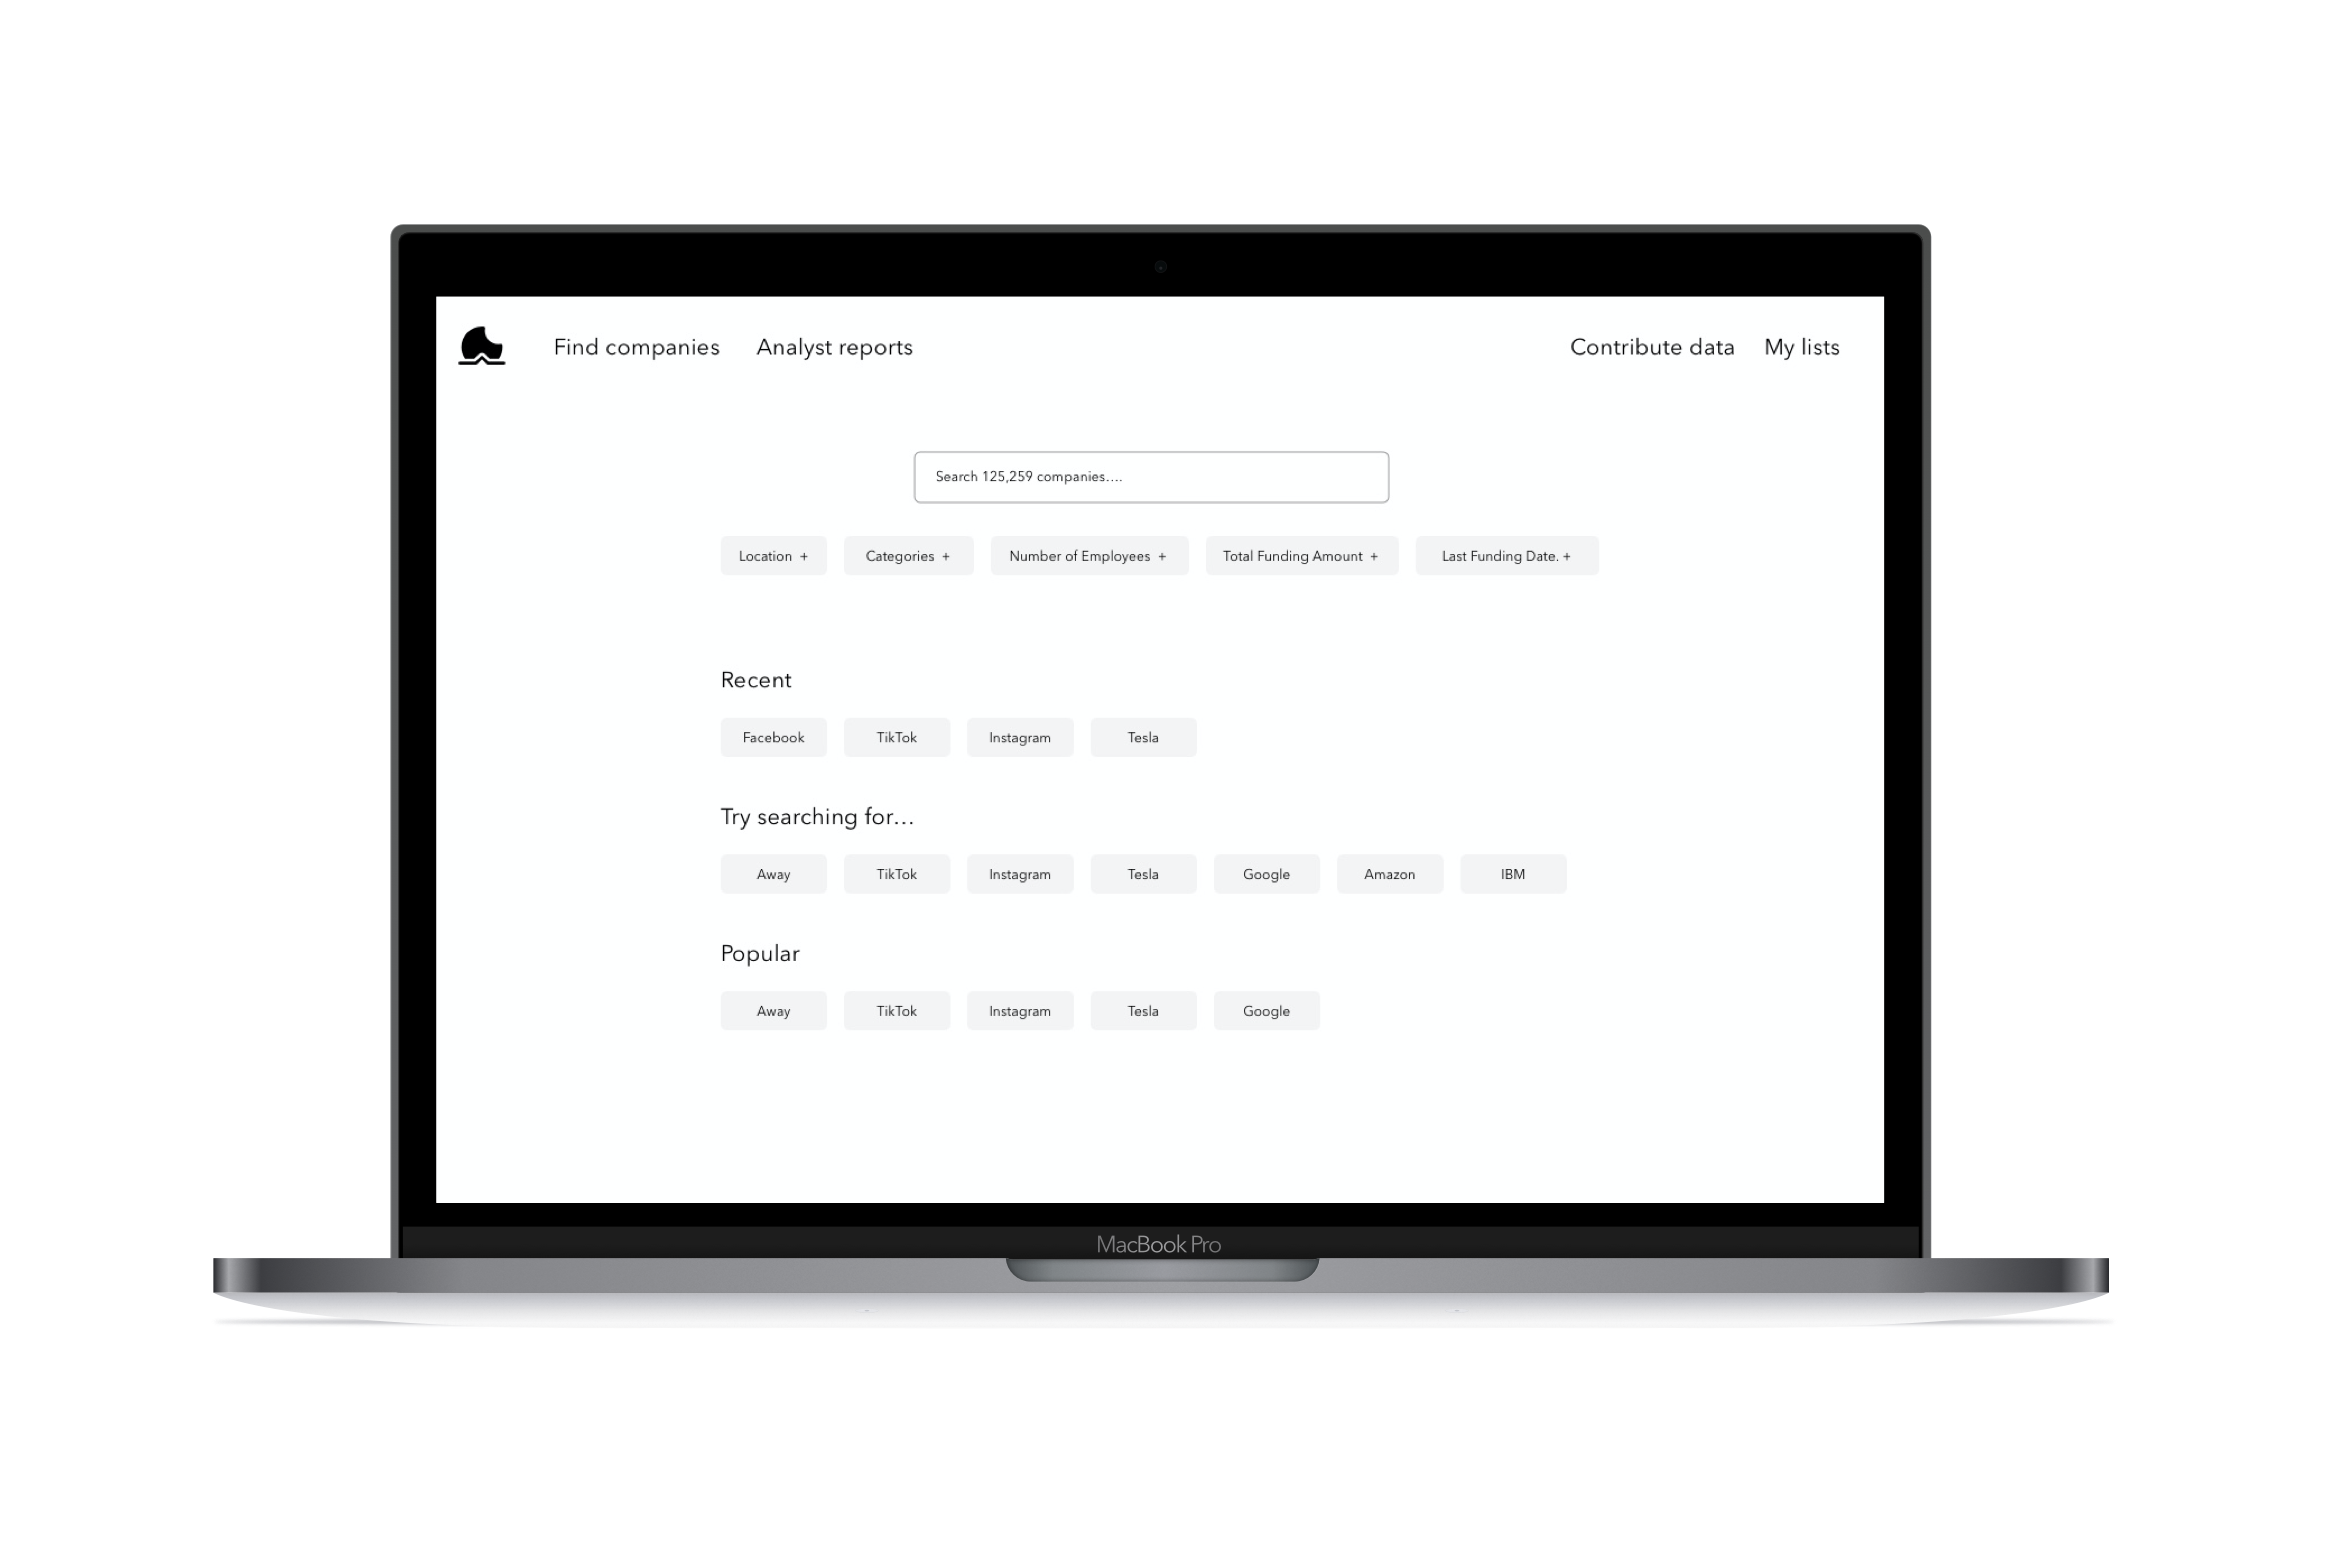 Find companies Analyst reports Contribute data My lists
Search 125,259 companies....
Location + Categories + Number of Employees + Total Funding Amount + Last Funding Date. +
Recent
Facebook TikTok Instagram Tesla
Try searching for...
Away TikTok Instagram Tesla Google Amazon IBM
Popular
Away TikTok Instagram Tesla Google
MacBook Pro